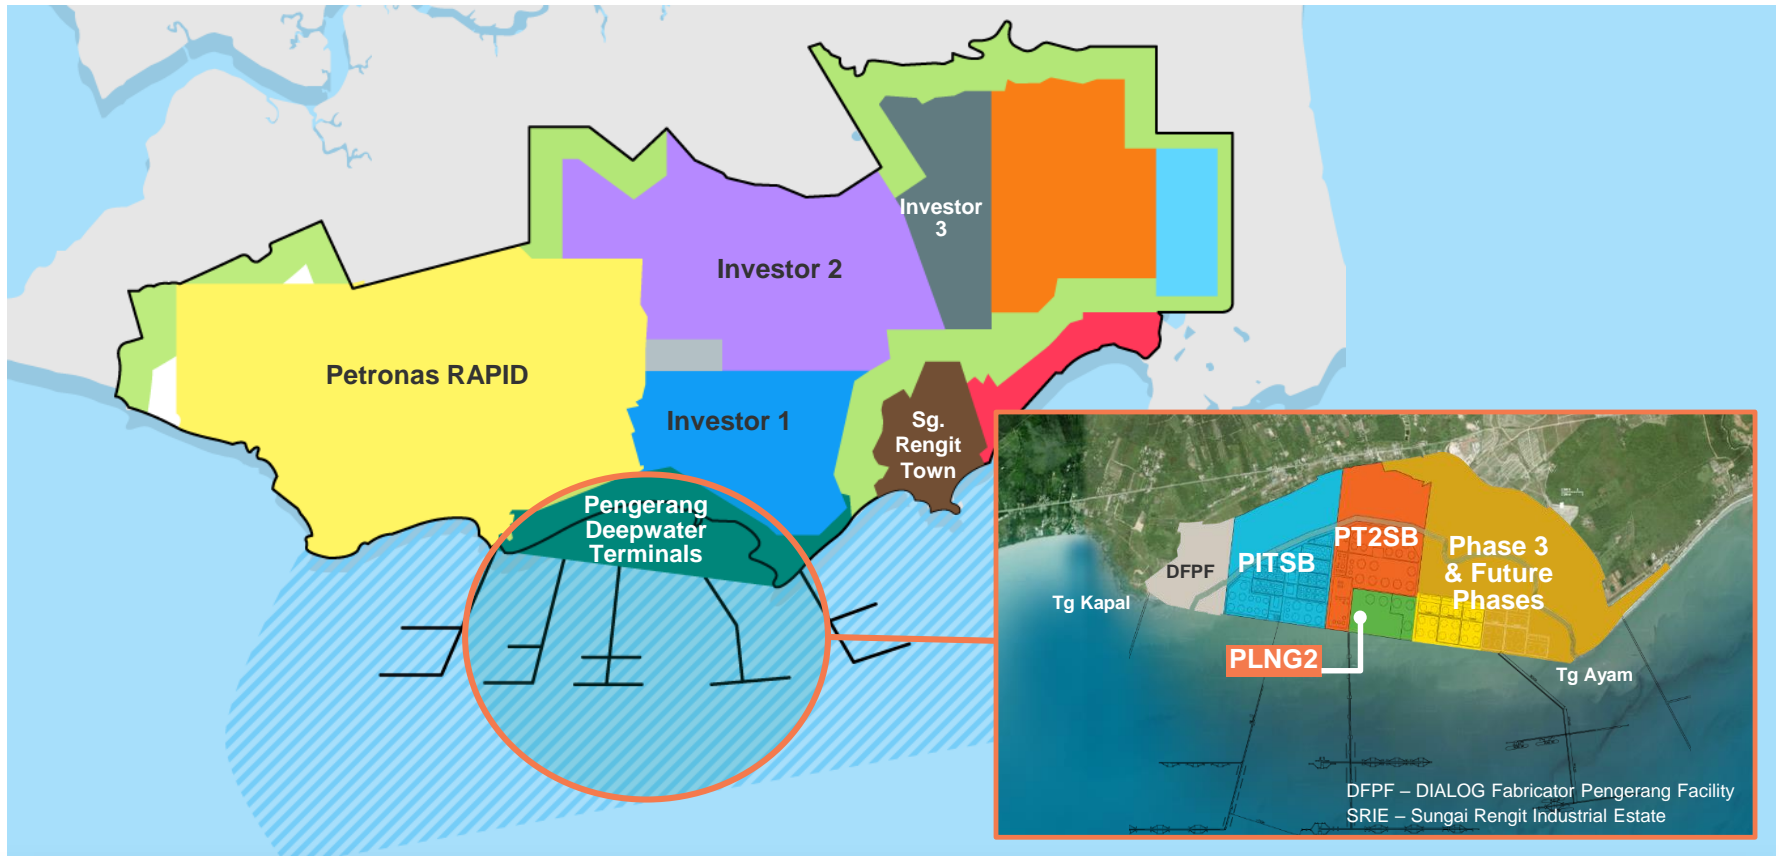 Investor
3
Investor 2
Petronas RAPID
Investor 1
Sg.
Rengit
Town
Pengerang
Deepwater
Terminals
PT2SB
PITSB
Phase 3
& Future
Phases
DFPF
Tg Kapal
PLNG2
Tg Ayam
DFPF – DIALOG Fabricator Pengerang Facility
SRIE – Sungai Rengit Industrial Estate